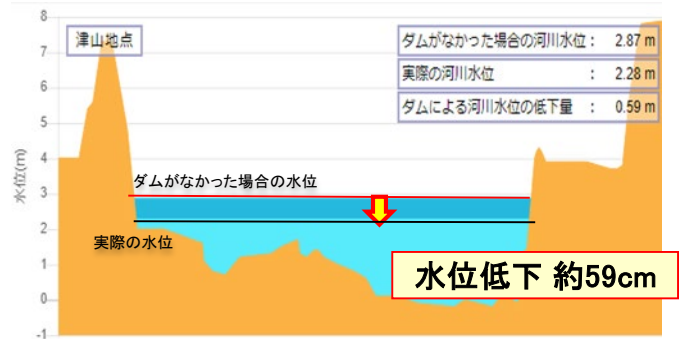 津山地点
ダムがなかった場合の河川水位： 2.87 m
実際の河川水位 ： 2.28 m
ダムによる河川水位の低下量 ： 0.59 m
水位(m)
8
7
6
5
4
3
2
1
0
-1
ダムがなかった場合の水位
実際の水位
水位低下 約59cm